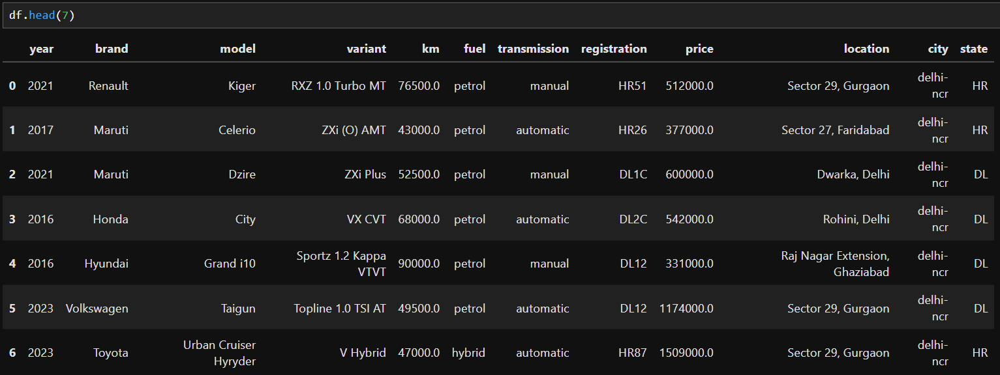 df.head(7)
year brand model variant km fuel transmission registration price location city state
0 2021 Renault Kiger RXZ 1.0 Turbo MT 76500.0 petrol manual HR51 512000.0 Sector 29, Gurgaon delhi-
ncr HR
1 2017 Maruti Celerio ZXi (O) AMT 43000.0 petrol automatic HR26 377000.0 Sector 27, Faridabad delhi-
ncr HR
2 2021 Maruti Dzire ZXi Plus 52500.0 petrol manual DL1C 600000.0 Dwarka, Delhi delhi-
ncr DL
3 2016 Honda City VX CVT 68000.0 petrol automatic DL2C 542000.0 Rohini, Delhi delhi-
ncr DL
4 2016 Hyundai Grand i10 Sportz 1.2 Kappa
VTVT 90000.0 petrol manual DL12 331000.0 Raj Nagar Extension,
Ghaziabad delhi-
ncr DL
5 2023 Volkswagen Taigun Topline 1.0 TSI AT 49500.0 petrol automatic DL12 1174000.0 Sector 29, Gurgaon delhi-
ncr DL
6 2023 Toyota Urban Cruiser
Hyryder V Hybrid 47000.0 hybrid automatic HR87 1509000.0 Sector 29, Gurgaon delhi-
ncr HR